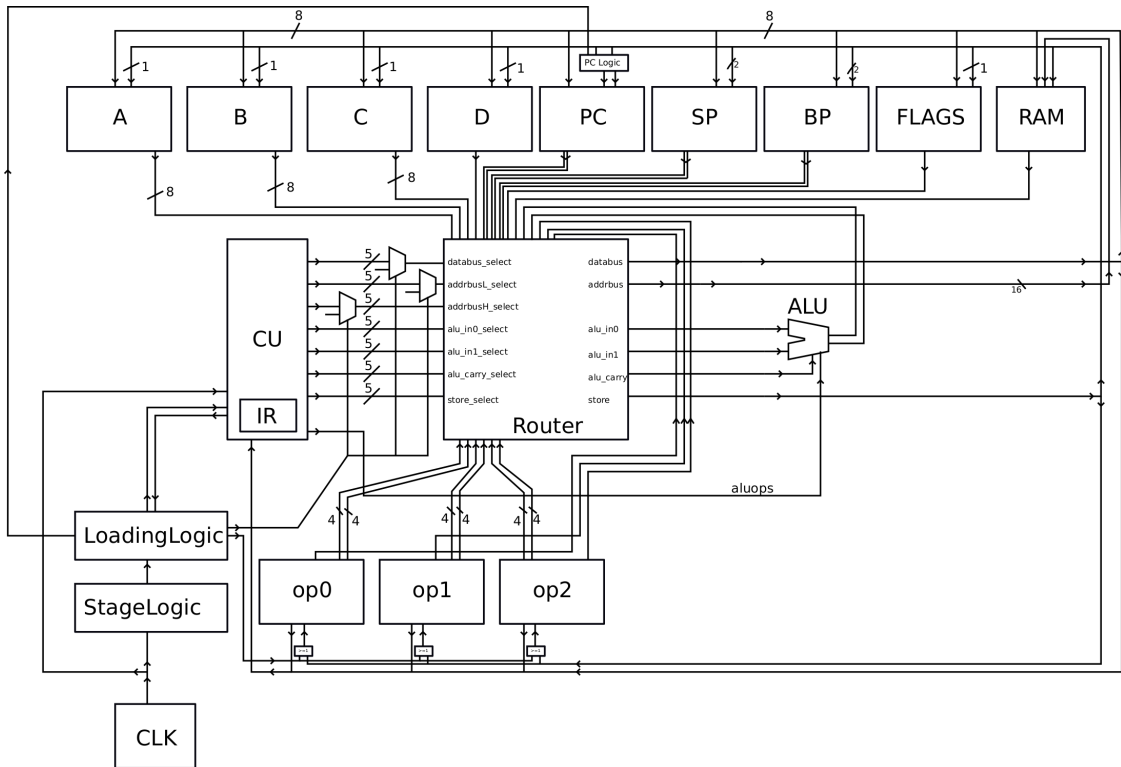 8
8
1
1
1
1
PC Logic
2
2
1
A
B
C
D
PC
SP
BP
FLAGS
RAM
8
8
8
5
databus_select
databus
5
addrbusL_select
addrbus
16
5
addrbusH_select
ALU
5
alu_in0_select
alu_in0
CU
5
alu_in1_select
alu_in1
5
alu_carry_select
alu_carry
5
store_select
store
IR
Router
aluops
4
4
4
4
4
4
LoadingLogic
op0
op1
op2
StageLogic
>=1
>=1
>=1
CLK